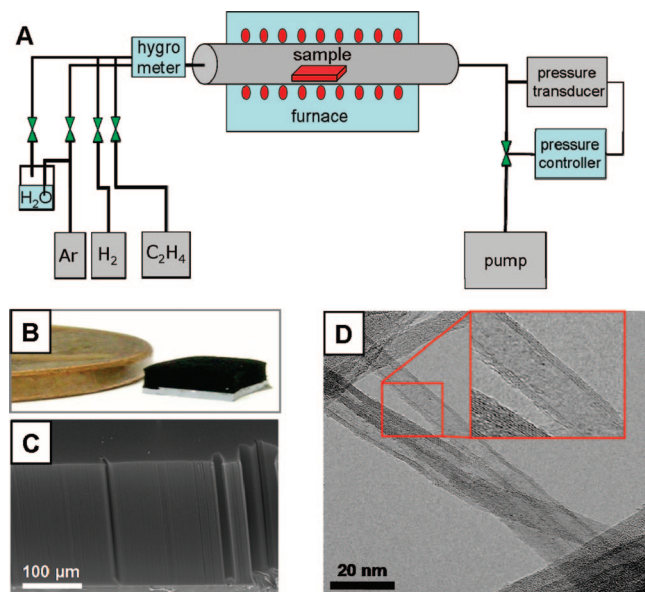 A
hygro
meter
sample
furnace
pressure
transducer
pressure
controller
H₂O
Ar
H₂
C₂H₄
pump
B
C
100 µm
D
20 nm